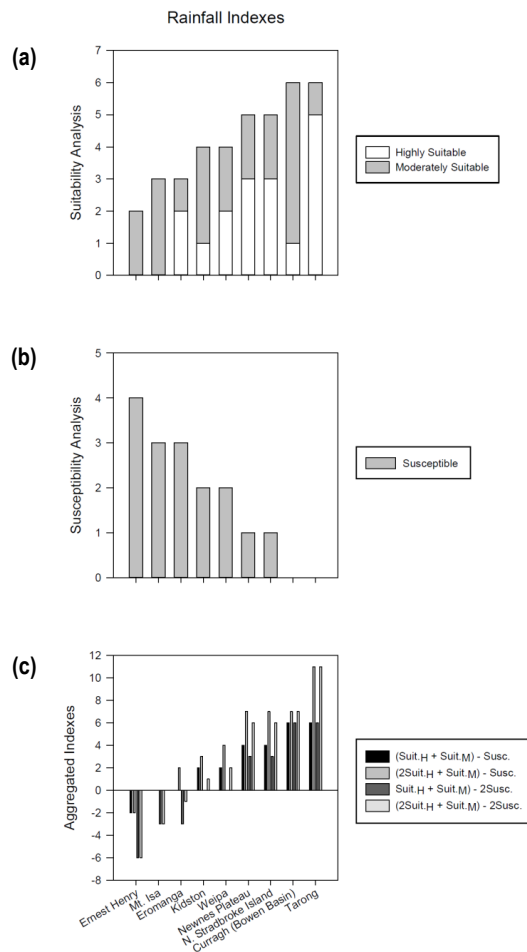 Rainfall Indexes
(a)
Suitability Analysis
7
6
5
4
3
2
1
0
Highly Suitable
Moderately Suitable
(b)
Susceptibility Analysis
5
4
3
2
1
0
Susceptible
(c)
Aggregated Indexes
12
10
8
6
4
2
0
-2
-4
-6
-8
(Suit.H + Suit.M) - Susc.
(2Suit.H + Suit.M) - Susc.
Suit.H + Suit.M) - 2Susc.
(2Suit.H + Suit.M) - 2Susc.
Ernest Henry
Mt. Isa
Eromanga
Kidston
Weipa
Newnes Plateau
N. Stradbroke Island
Curragh (Bowen Basin)
Tarong